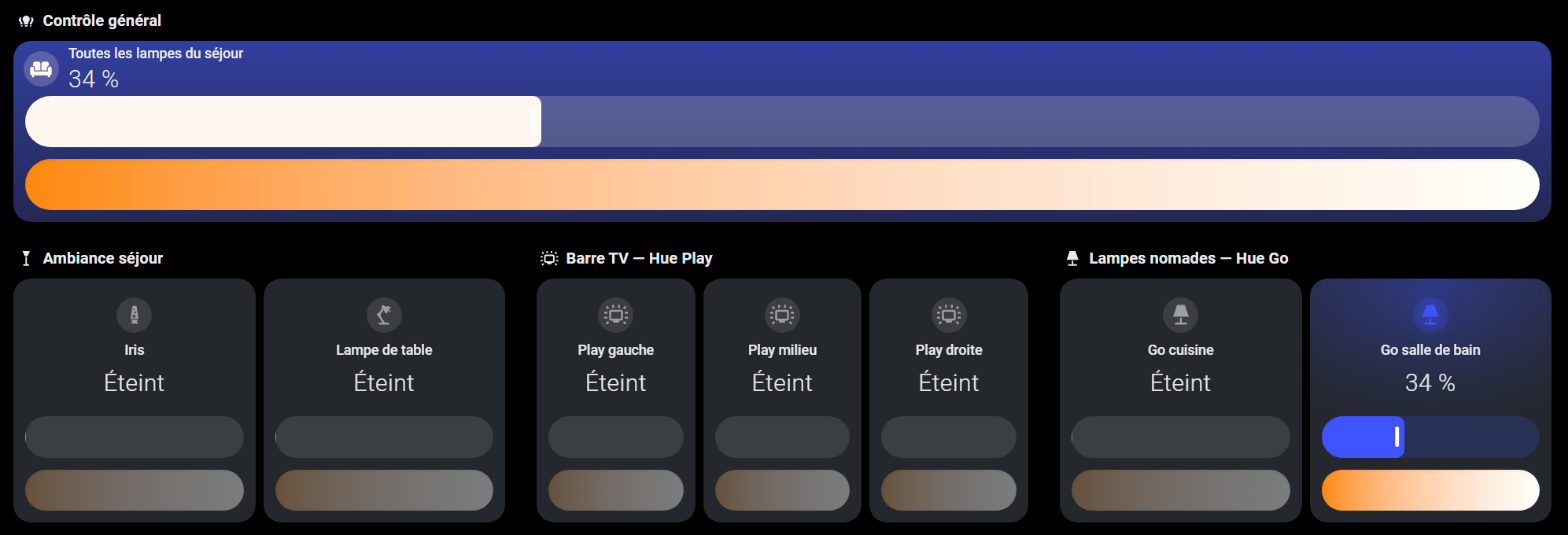 Contrôle général
Toutes les lampes du séjour
34 %
Ambiance séjour
Barre TV — Hue Play
Lampes nomades — Hue Go
Iris
Éteint
Lampe de table
Éteint
Play gauche
Éteint
Play milieu
Éteint
Play droite
Éteint
Go cuisine
Éteint
Go salle de bain
34 %